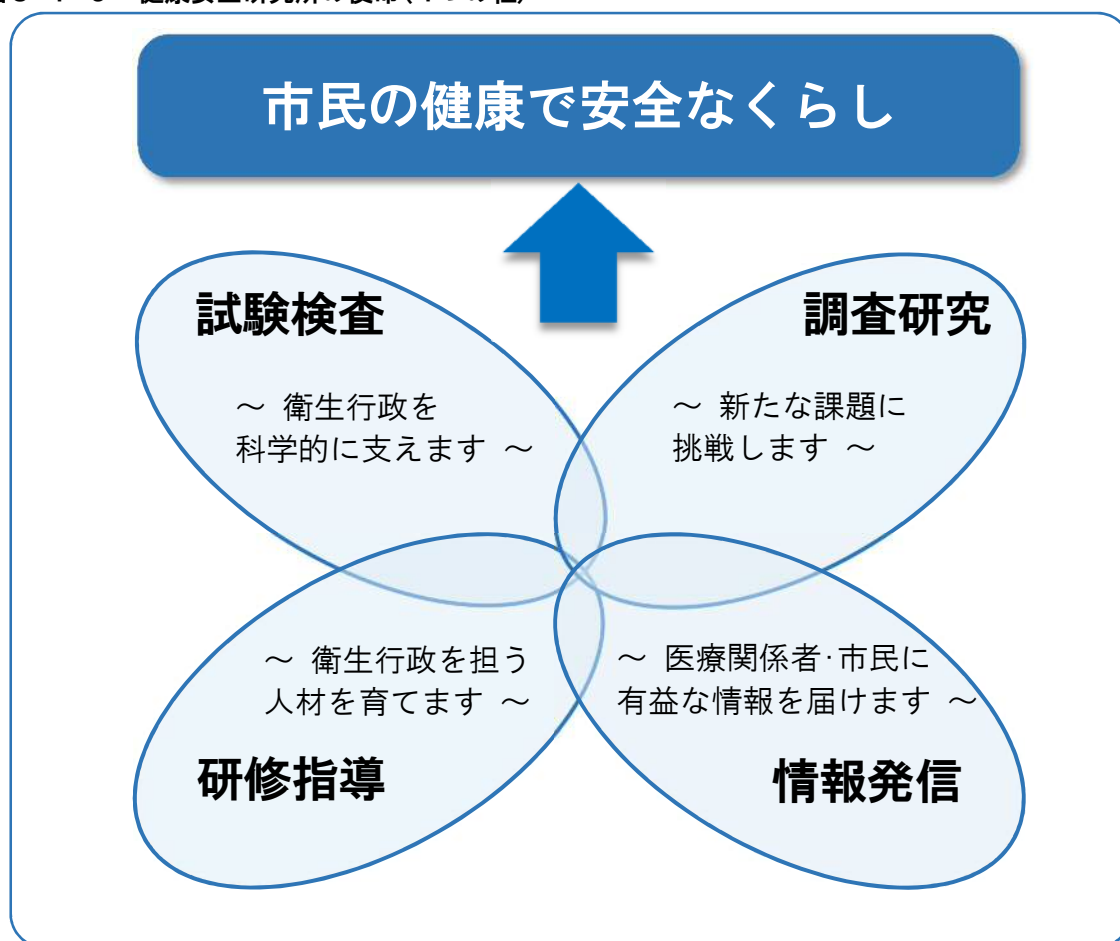 市民の健康で安全なくらし
試験検査
～ 衛生行政を
科学的に支えます ～
調査研究
～ 新たな課題に
挑戦します ～
～ 衛生行政を担う
人材を育てます ～
研修指導
～ 医療関係者･市民に
有益な情報を届けます ～
情報発信